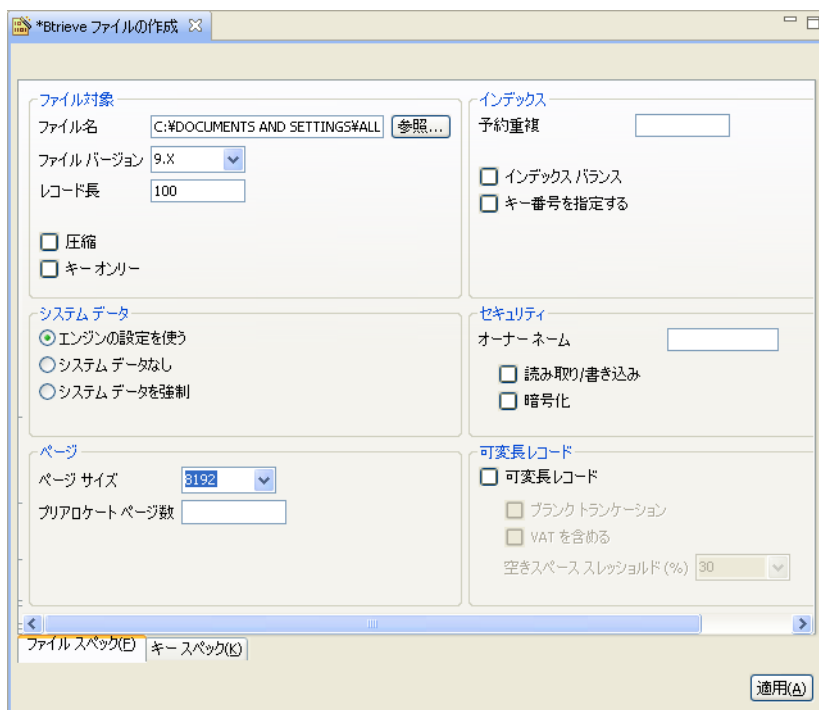 *Btrieve ファイルの作成
ファイル対象
ファイル名 C:¥DOCUMENTS AND SETTINGS¥ALL 参照...
ファイル バージョン 9.X
レコード長 100
圧縮
キー オンリー
インデックス
予約重複
インデックス バランス
キー番号を指定する
システム データ
エンジンの設定を使う
システム データなし
システム データを強制
セキュリティ
オーナー ネーム
読み取り/書き込み
暗号化
ページ
ページ サイズ 8192
プリアロケート ページ数
可変長レコード
可変長レコード
ブランク トランケーション
VAT を含める
空きスペース スレッショルド (%) 30
ファイル スペック(F) キー スペック(K)
適用(A)